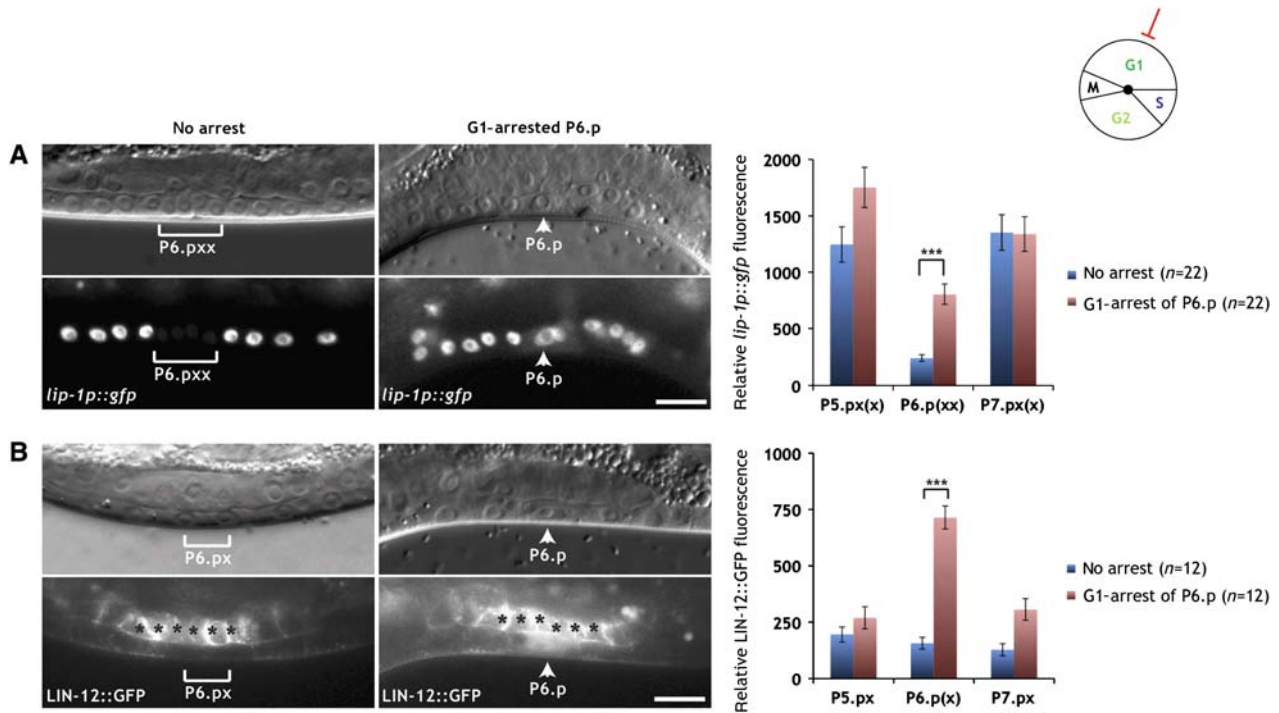 G1
M
S
G2
No arrest
G1-arrested P6.p
A
P6.pxx
P6.p
P6.pxx
P6.p
lip-1p::gfp
lip-1p::gfp
Relative lip-1p::gfp fluorescence
2000
1500
1000
500
0
***
P5.px(x)
P6.p(xx)
P7.px(x)
No arrest (n=22)
G1-arrest of P6.p (n=22)
B
P6.px
P6.p
* * * * * *
* * * * * *
P6.px
P6.p
LIN-12::GFP
LIN-12::GFP
Relative LIN-12::GFP fluorescence
1000
750
500
250
0
***
P5.px
P6.p(x)
P7.px
No arrest (n=12)
G1-arrest of P6.p (n=12)